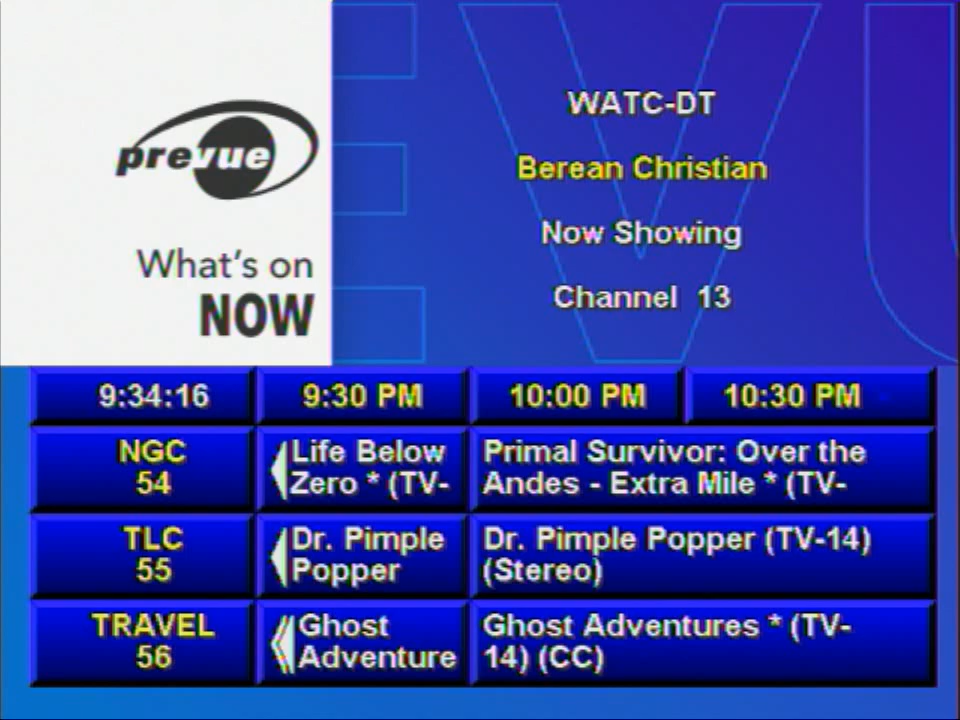 prevue
What's on
NOW
WATC-DT
Berean Christian
Now Showing
Channel 13
9:34:16 9:30 PM 10:00 PM 10:30 PM
NGC
54
Life Below
Zero * (TV-
Primal Survivor: Over the
Andes - Extra Mile * (TV-
TLC
55
Dr. Pimple
Popper
Dr. Pimple Popper (TV-14)
(Stereo)
TRAVEL
56
Ghost
Adventure
Ghost Adventures * (TV-
14) (CC)